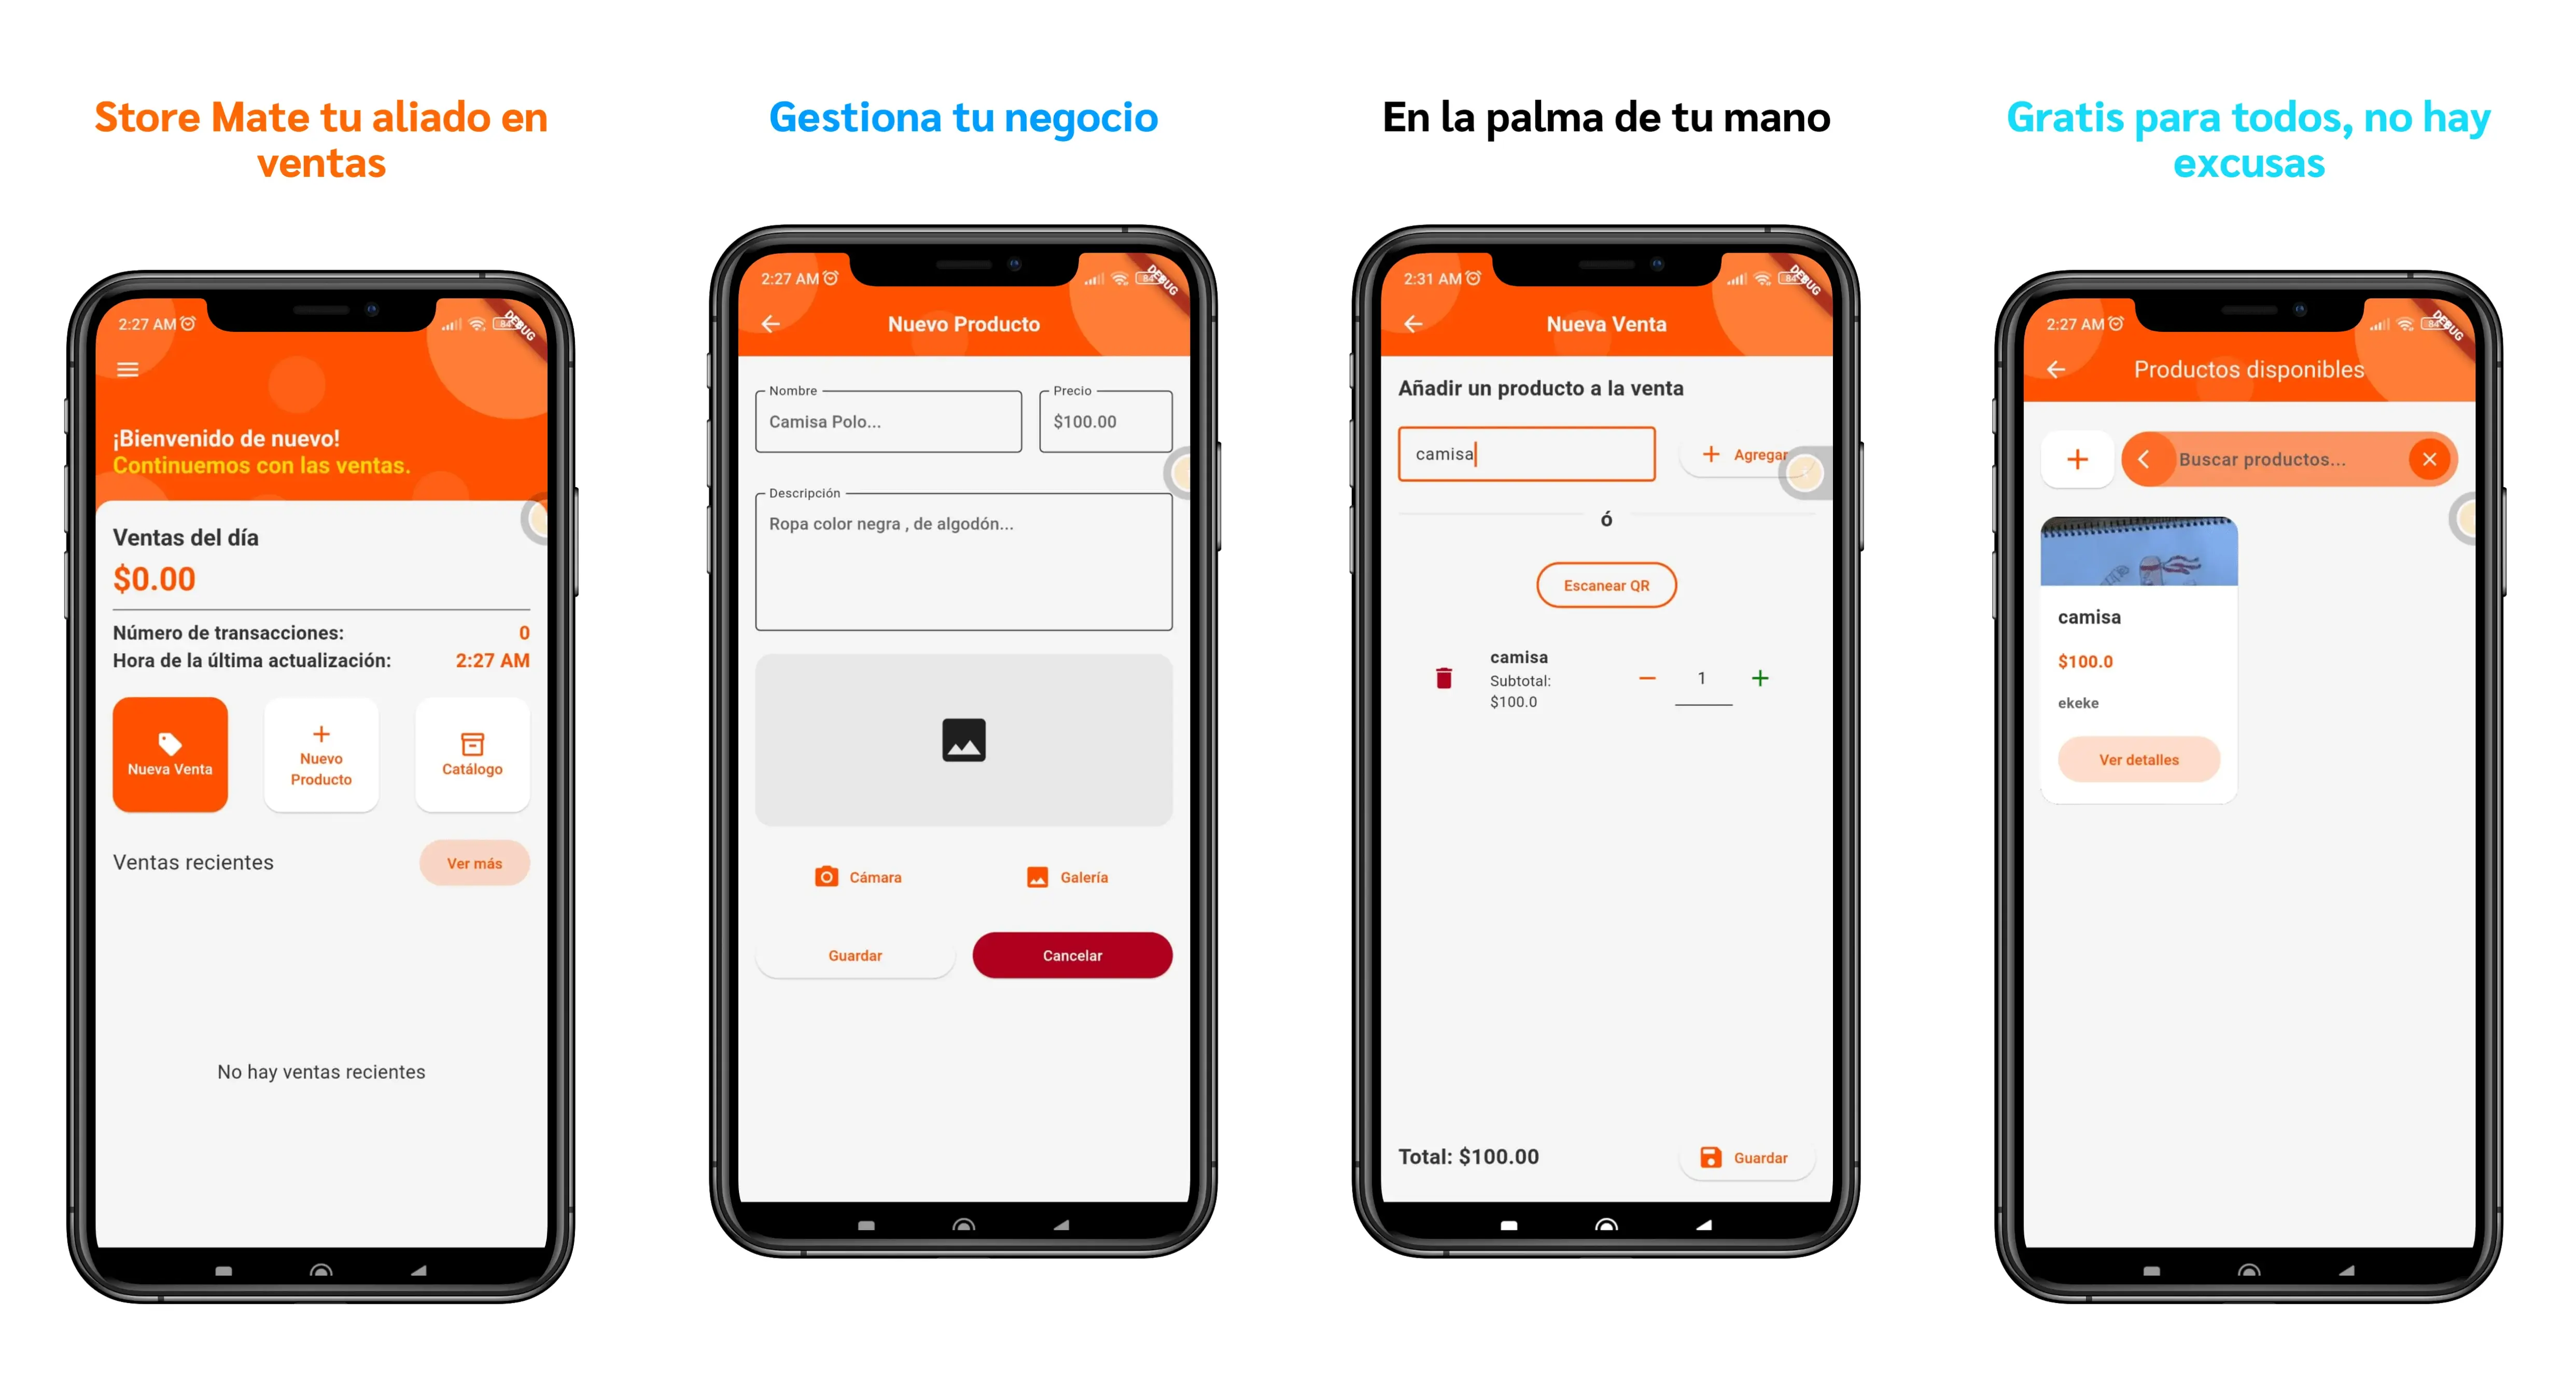 Store Mate tu aliado en
ventas
2:27 AM
84
DEBUG
¡Bienvenido de nuevo!
Continuemos con las ventas.
Ventas del día
$0.00
Número de transacciones: 0
Hora de la última actualización: 2:27 AM
Nueva Venta
Nuevo
Producto
Catálogo
Ventas recientes
Ver más
No hay ventas recientes
Gestiona tu negocio
2:27 AM
84
DEBUG
Nuevo Producto
Nombre
Camisa Polo...
Precio
$100.00
Descripción
Ropa color negra , de algodón...
Cámara
Galería
Guardar
Cancelar
En la palma de tu mano
2:31 AM
84
DEBUG
Nueva Venta
Añadir un producto a la venta
camisa
Agregar
ó
Escanear QR
camisa
Subtotal:
$100.0
1
Total: $100.00
Guardar
Gratis para todos, no hay
excusas
2:27 AM
84
DEBUG
Productos disponibles
Buscar productos...
camisa
$100.0
ekeke
Ver detalles